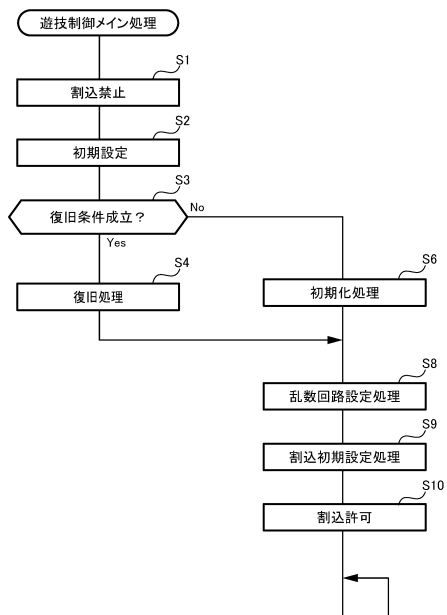 遊技制御メイン処理
S1
割込禁止
S2
初期設定
S3
復旧条件成立？
No
Yes
S4
復旧処理
S6
初期化処理
S8
乱数回路設定処理
S9
割込初期設定処理
S10
割込許可